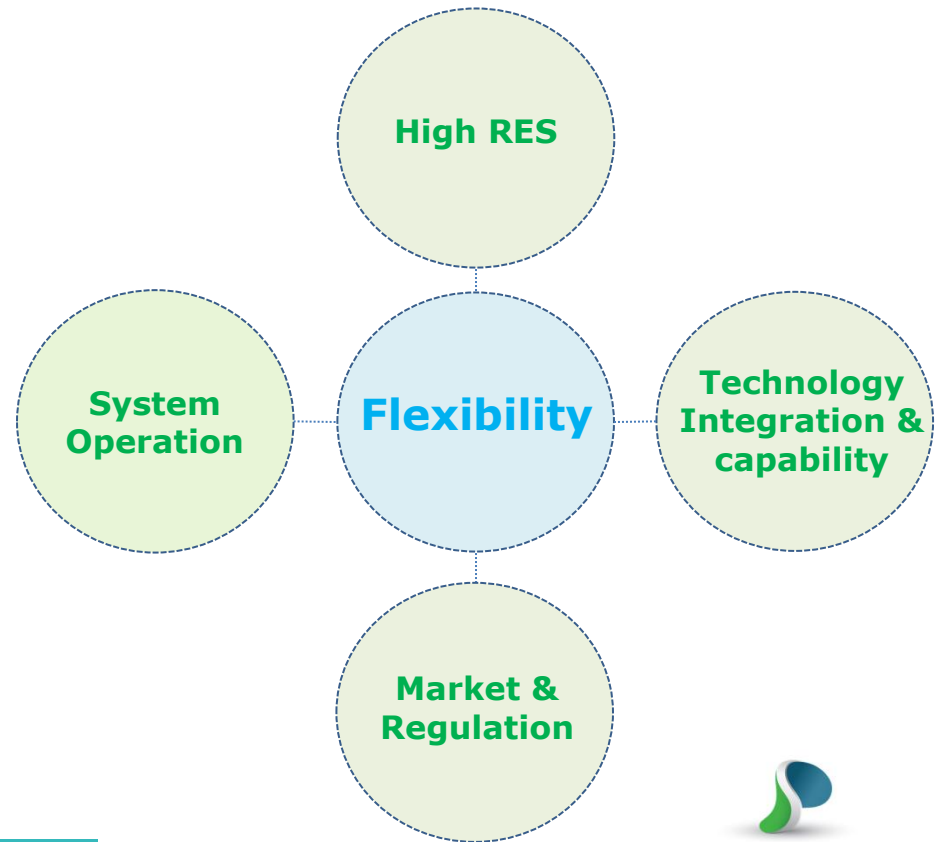 High RES
System
Operation
Flexibility
Technology
Integration &
capability
Market &
Regulation